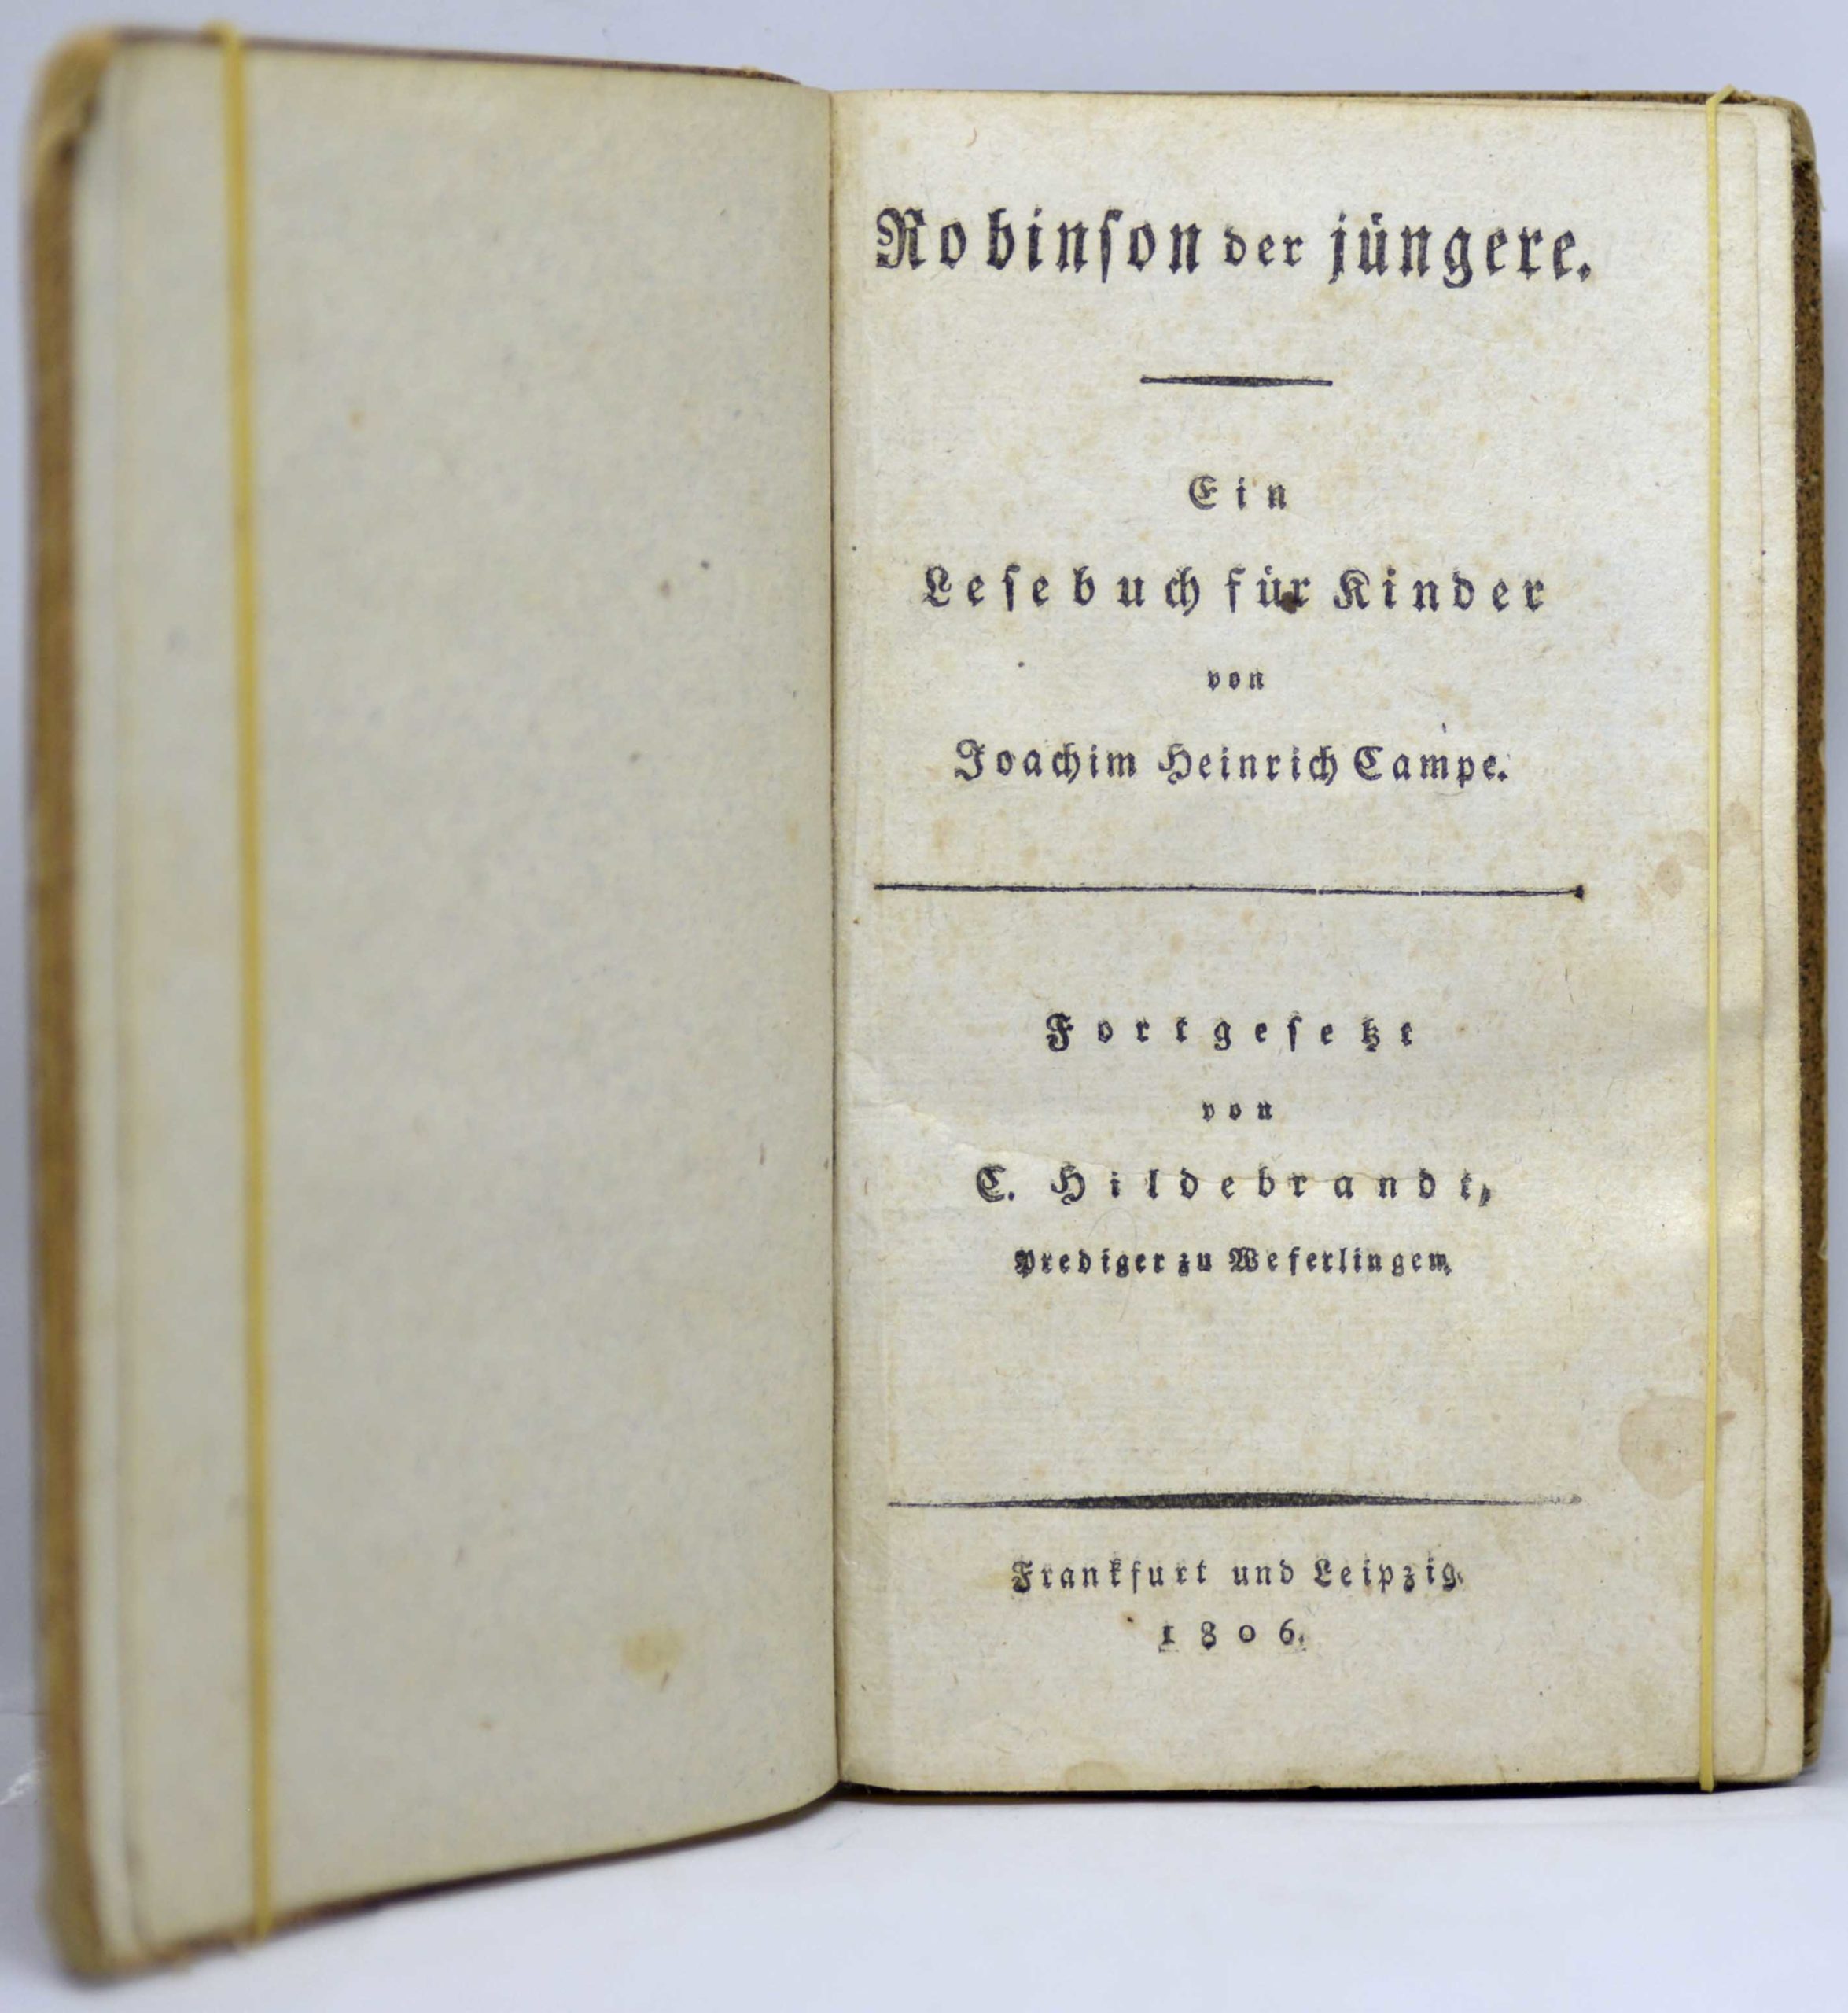 Robinſon der jüngere.
Ein
Leſebuch für Kinder
von
Joachim Heinrich Campe.
Fortgeſetzt
von
C. Hildebrandt,
Prediger zu Weferlingen.
Frankfurt und Leipzig.
1806.